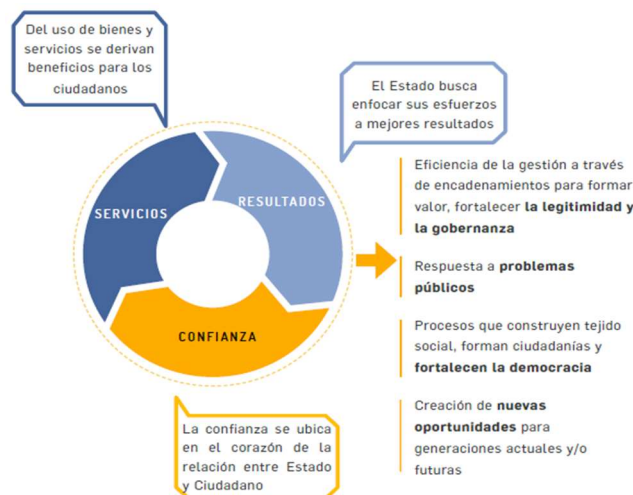 Del uso de bienes y
servicios se derivan
beneficios para los
ciudadanos
El Estado busca
enfocar sus esfuerzos
a mejores resultados
SERVICIOS
RESULTADOS
CONFIANZA
Eficiencia de la gestión a través
de encadenamientos para formar
valor, fortalecer la legitimidad y
la gobernanza
Respuesta a problemas
públicos
Procesos que construyen tejido
social, forman ciudadanías y
fortalecen la democracia
Creación de nuevas
oportunidades para
generaciones actuales y/o
futuras
La confianza se ubica
en el corazón de la
relación entre Estado
y Ciudadano